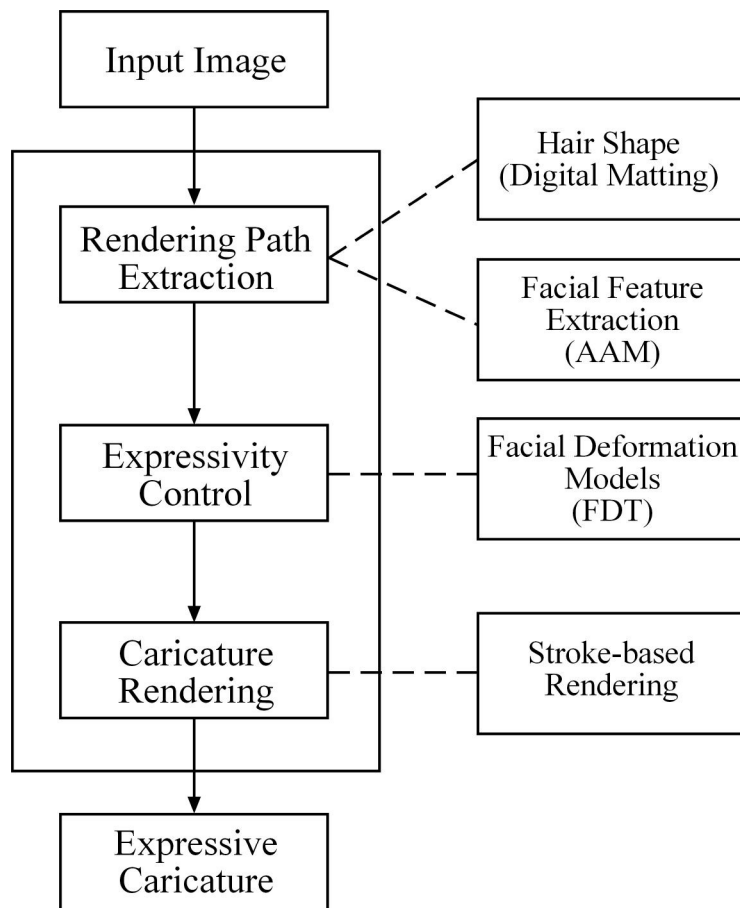 Input Image
Hair Shape
(Digital Matting)
Rendering Path
Extraction
Facial Feature
Extraction
(AAM)
Expressivity
Control
Facial Deformation
Models
(FDT)
Caricature
Rendering
Stroke-based
Rendering
Expressive
Caricature